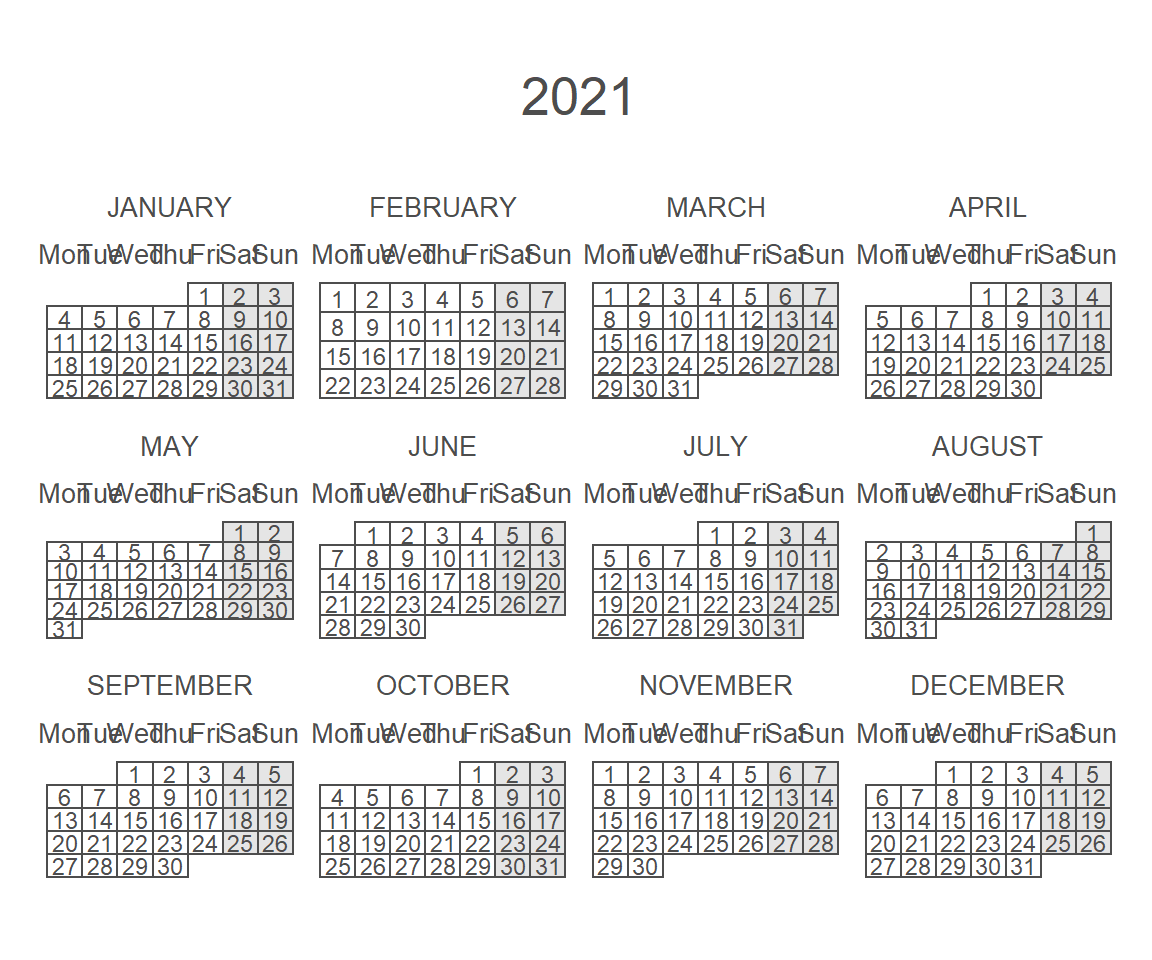 2021
JANUARY FEBRUARY MARCH APRIL
Mon Tue Wed Thu Fri Sat Sun Mon Tue Wed Thu Fri Sat Sun Mon Tue Wed Thu Fri Sat Sun Mon Tue Wed Thu Fri Sat Sun
1 2 3 1 2 3 4 5 6 7 1 2 3 4 5 6 7 1 2 3 4
4 5 6 7 8 9 10 8 9 10 11 12 13 14 8 9 10 11 12 13 14 5 6 7 8 9 10 11
11 12 13 14 15 16 17 15 16 17 18 19 20 21 15 16 17 18 19 20 21 12 13 14 15 16 17 18
18 19 20 21 22 23 24 22 23 24 25 26 27 28 22 23 24 25 26 27 28 19 20 21 22 23 24 25
25 26 27 28 29 30 31 29 30 31 26 27 28 29 30
MAY JUNE JULY AUGUST
Mon Tue Wed Thu Fri Sat Sun Mon Tue Wed Thu Fri Sat Sun Mon Tue Wed Thu Fri Sat Sun Mon Tue Wed Thu Fri Sat Sun
1 2 1 2 3 4 5 6 1 2 3 4 1
3 4 5 6 7 8 9 7 8 9 10 11 12 13 5 6 7 8 9 10 11 2 3 4 5 6 7 8
10 11 12 13 14 15 16 14 15 16 17 18 19 20 12 13 14 15 16 17 18 9 10 11 12 13 14 15
17 18 19 20 21 22 23 21 22 23 24 25 26 27 19 20 21 22 23 24 25 16 17 18 19 20 21 22
24 25 26 27 28 29 30 28 29 30 26 27 28 29 30 31 23 24 25 26 27 28 29
31 30 31
SEPTEMBER OCTOBER NOVEMBER DECEMBER
Mon Tue Wed Thu Fri Sat Sun Mon Tue Wed Thu Fri Sat Sun Mon Tue Wed Thu Fri Sat Sun Mon Tue Wed Thu Fri Sat Sun
1 2 3 4 5 1 2 3 1 2 3 4 5 6 7 1 2 3 4 5
6 7 8 9 10 11 12 4 5 6 7 8 9 10 8 9 10 11 12 13 14 6 7 8 9 10 11 12
13 14 15 16 17 18 19 11 12 13 14 15 16 17 15 16 17 18 19 20 21 13 14 15 16 17 18 19
20 21 22 23 24 25 26 18 19 20 21 22 23 24 22 23 24 25 26 27 28 20 21 22 23 24 25 26
27 28 29 30 25 26 27 28 29 30 31 29 30 27 28 29 30 31